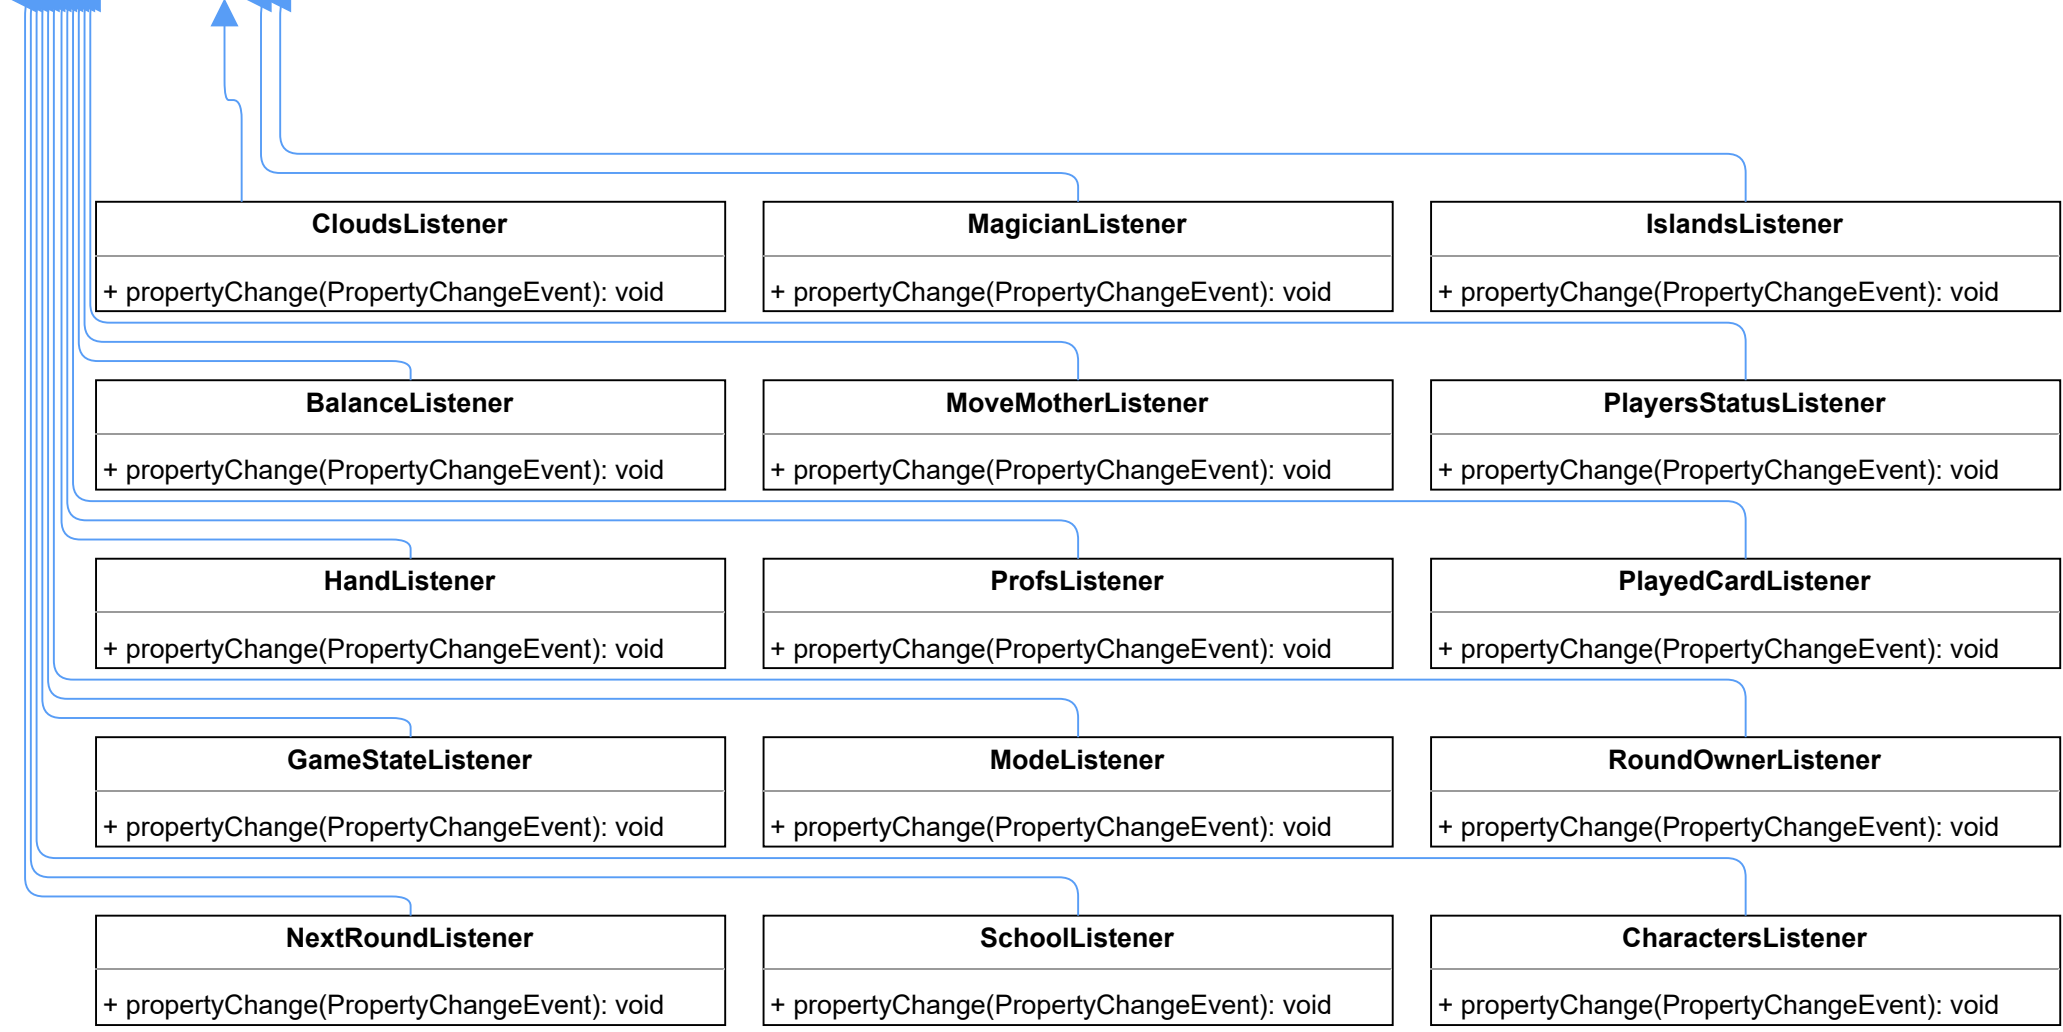 CloudsListener
+ propertyChange(PropertyChangeEvent): void
MagicianListener
+ propertyChange(PropertyChangeEvent): void
IslandsListener
+ propertyChange(PropertyChangeEvent): void
BalanceListener
+ propertyChange(PropertyChangeEvent): void
MoveMotherListener
+ propertyChange(PropertyChangeEvent): void
PlayersStatusListener
+ propertyChange(PropertyChangeEvent): void
HandListener
+ propertyChange(PropertyChangeEvent): void
ProfsListener
+ propertyChange(PropertyChangeEvent): void
PlayedCardListener
+ propertyChange(PropertyChangeEvent): void
GameStateListener
+ propertyChange(PropertyChangeEvent): void
ModeListener
+ propertyChange(PropertyChangeEvent): void
RoundOwnerListener
+ propertyChange(PropertyChangeEvent): void
NextRoundListener
+ propertyChange(PropertyChangeEvent): void
SchoolListener
+ propertyChange(PropertyChangeEvent): void
CharactersListener
+ propertyChange(PropertyChangeEvent): void